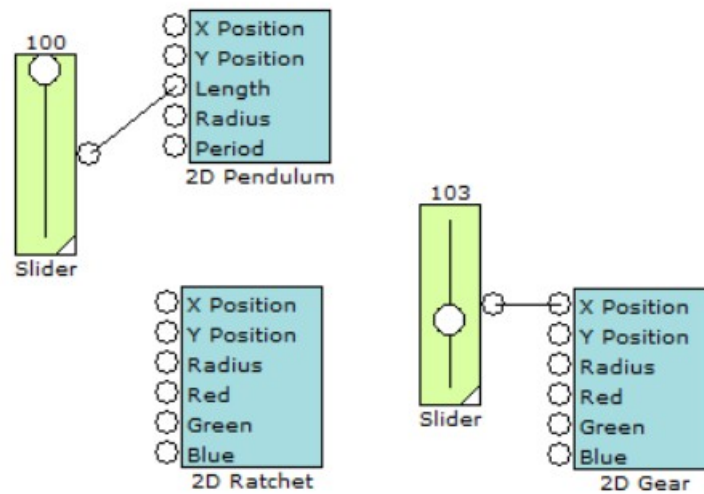 100
X Position
Y Position
Length
Radius
Period
2D Pendulum
Slider
103
Slider
X Position
Y Position
Radius
Red
Green
Blue
2D Ratchet
X Position
Y Position
Radius
Red
Green
Blue
2D Gear